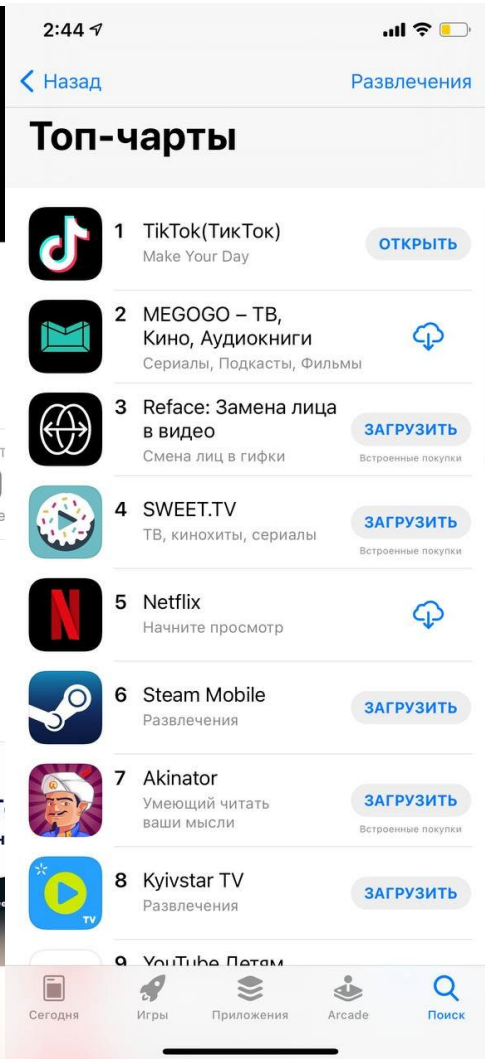 2:44
Назад
Развлечения
Топ-чарты
1 TikTok(ТикТок)
Make Your Day
ОТКРЫТЬ
2 MEGOGO – ТВ,
Кино, Аудиокниги
Сериалы, Подкасты, Фильмы
3 Reface: Замена лица
в видео
Смена лиц в гифки
ЗАГРУЗИТЬ
Встроенные покупки
4 SWEET.TV
ТВ, кинохиты, сериалы
ЗАГРУЗИТЬ
Встроенные покупки
5 Netflix
Начните просмотр
6 Steam Mobile
Развлечения
ЗАГРУЗИТЬ
7 Akinator
Умеющий читать
ваши мысли
ЗАГРУЗИТЬ
Встроенные покупки
8 Kyivstar TV
Развлечения
ЗАГРУЗИТЬ
TV
9 YouTube Детям
Сегодня
Игры
Приложения
Arcade
Поиск